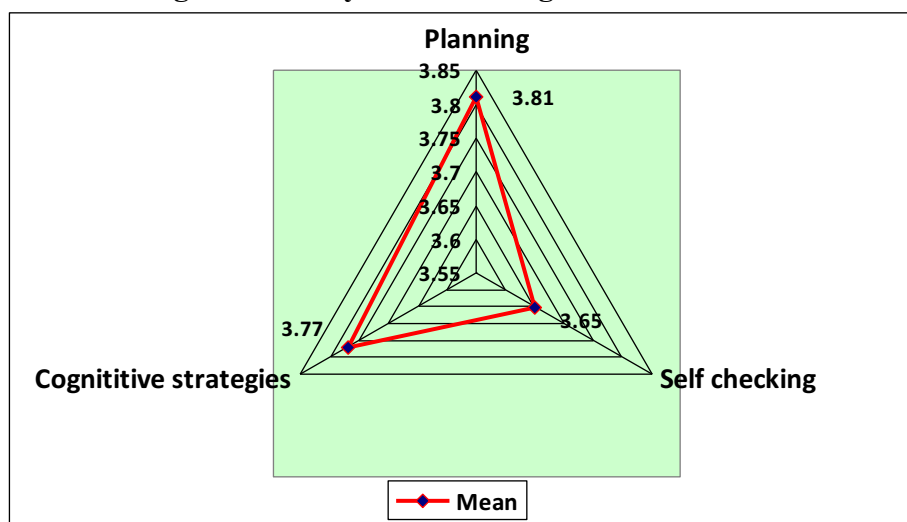 Planning
3.85
3.81
3.8
3.75
3.7
3.65
3.6
3.55
3.77
3.65
Cognititive strategies
Self checking
Mean